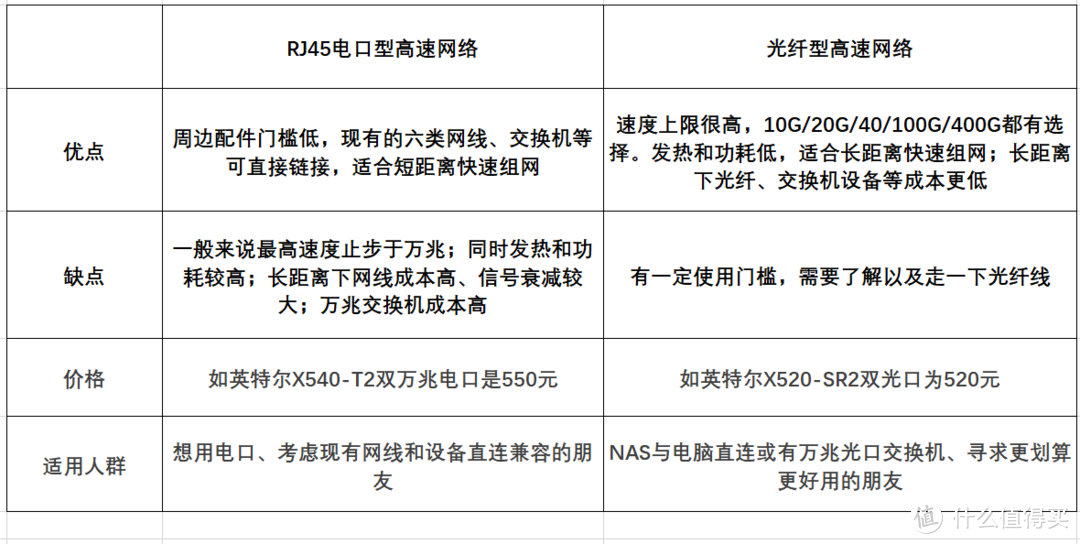 RJ45电口型高速网络
光纤型高速网络
优点
周边配件门槛低，现有的六类网线、交换机等
可直接链接，适合短距离快速组网
速度上限很高，10G/20G/40/100G/400G都有选
择。发热和功耗低，适合长距离快速组网；长距离
下光纤、交换机设备等成本更低
缺点
一般来说最高速度止步于万兆；同时发热和功
耗较高；长距离下网线成本高、信号衰减较
大；万兆交换机成本高
有一定使用门槛，需要了解以及走一下光纤线
价格
如英特尔X540-T2双万兆电口是550元
如英特尔X520-SR2双光口为520元
适用人群
想用电口、考虑现有网线和设备直连兼容的朋
友
NAS与电脑直连或有万兆光口交换机、寻求更划算
更好用的朋友
值 什么值得买